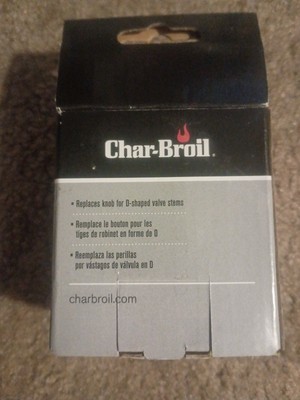 Char-Broil
• Replaces knob for D-shaped valve stems
• Remplace le bouton pour les
tiges de robinet en forme de D
• Reemplaza las perillas
por vástagos de válvula en D
charbroil.com